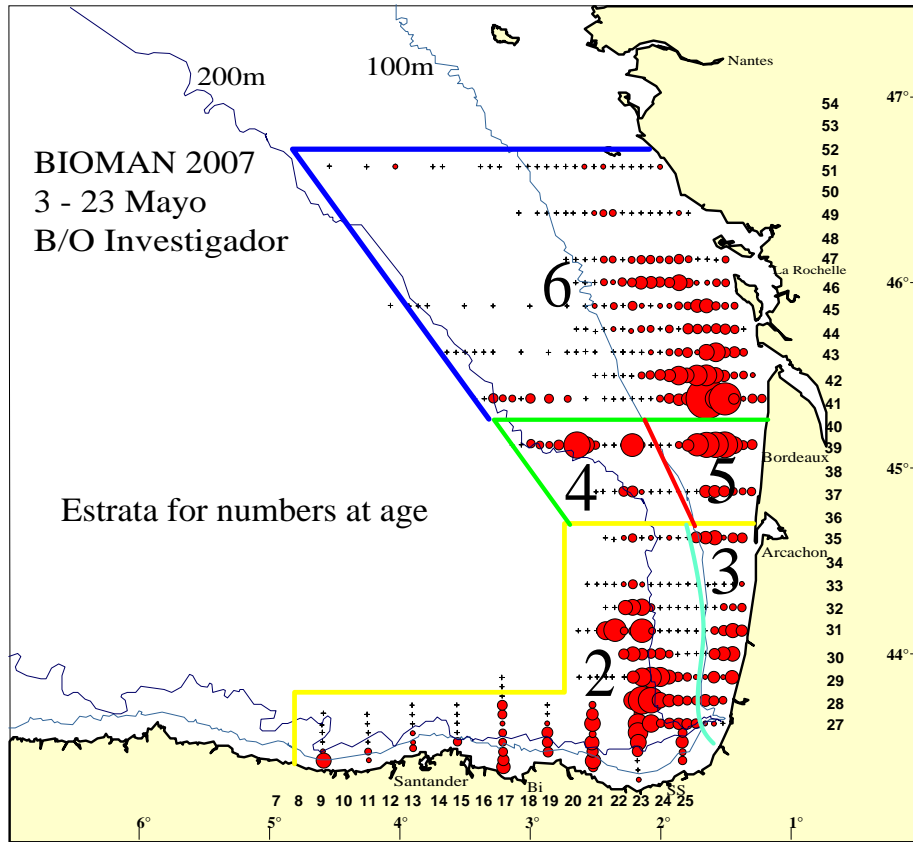 Nantes
100m
200m
47°
54
53
BIOMAN 2007
52
3 - 23 Mayo
51
B/O Investigador
50
49
48
47
La Rochelle
46°
6
46
45
44
43
42
41
40
39
Bordeaux
45°
4
5
38
37
Estrata for numbers at age
36
35
Arcachon
34
3
33
32
31
30
44°
2
29
28
27
Santander
Bi
SS
7 8 9 10 11 12 13 14 15 16 17 18 19 20 21 22 23 24 25
6° 4° 3° 2° 1°